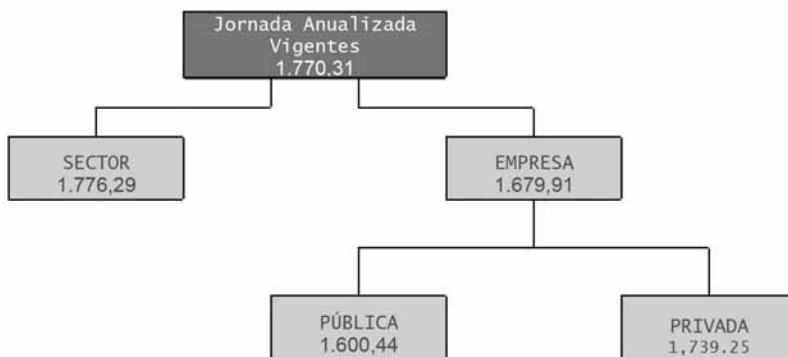 Jornada Anualizada
Vigentes
1.770,31
SECTOR
1.776,29
EMPRESA
1.679,91
PÚBLICA
1.600,44
PRIVADA
1,739.25